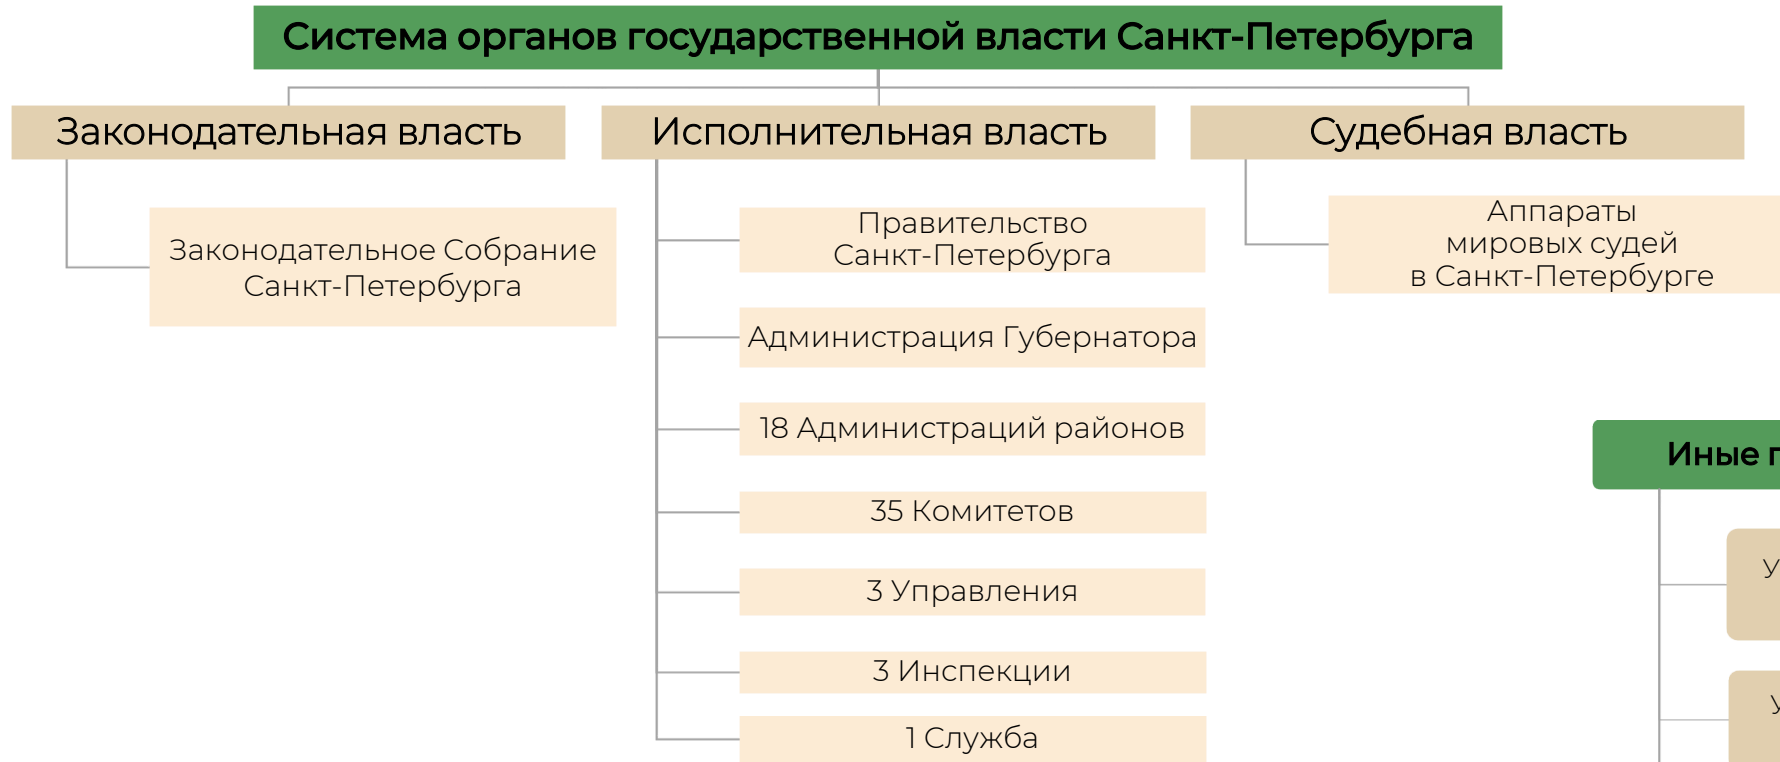 Система органов государственной власти Санкт-Петербурга
Законодательная власть
Законодательное Собрание
Санкт-Петербурга
Исполнительная власть
Правительство
Санкт-Петербурга
Администрация Губернатора
18 Администраций районов
35 Комитетов
3 Управления
3 Инспекции
1 Служба
Судебная власть
Аппараты
мировых судей
в Санкт-Петербурге
Иные